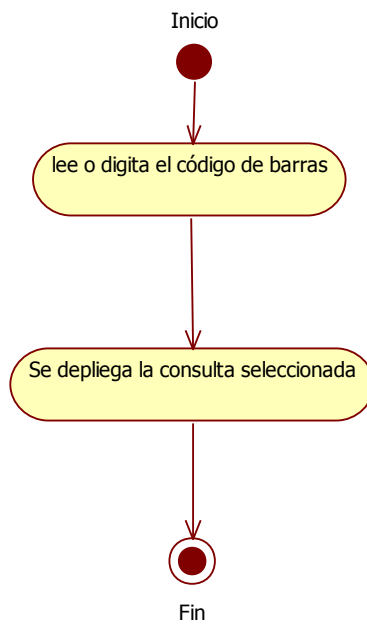 Inicio
lee o digita el código de barras
Se depliega la consulta seleccionada
Fin